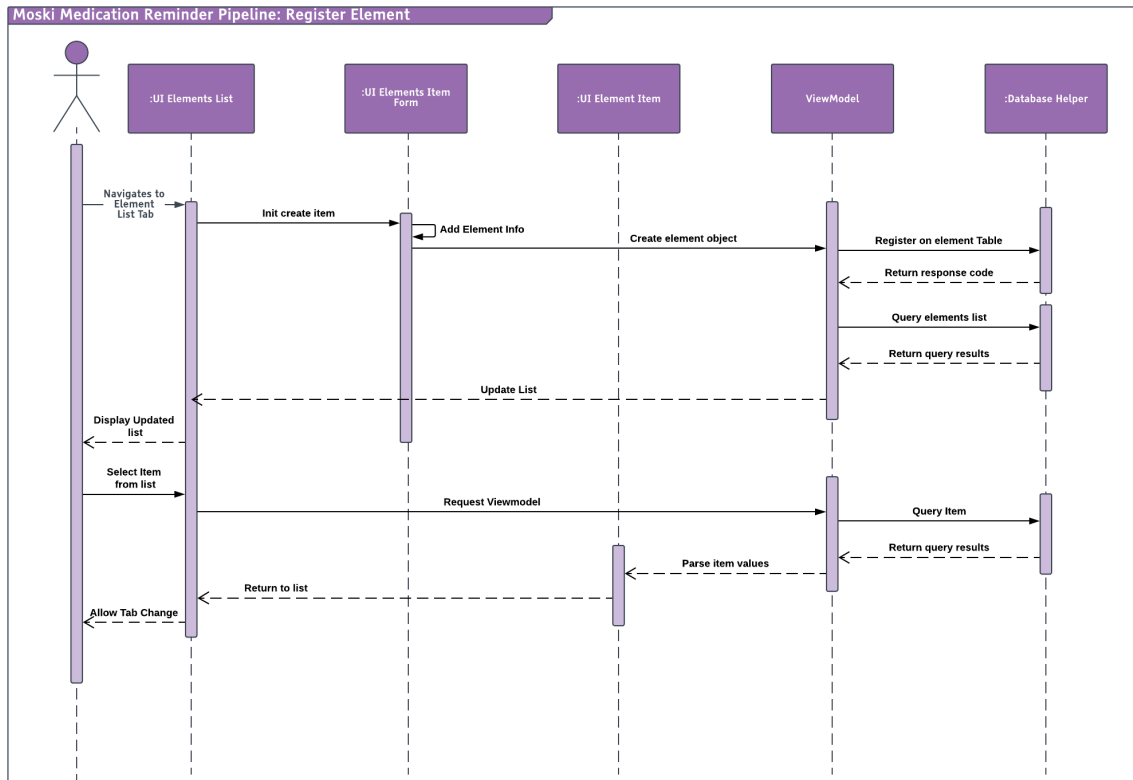 Moski Medication Reminder Pipeline: Register Element
:UI Elements List
:UI Elements Item
Form
:UI Element Item
ViewModel
:Database Helper
Navigates to
Element
List Tab
Init create item
Add Element Info
Create element object
Register on element Table
Return response code
Query elements list
Return query results
Update List
Display Updated
list
Select Item
from list
Request Viewmodel
Query Item
Return query results
Parse item values
Return to list
Allow Tab Change